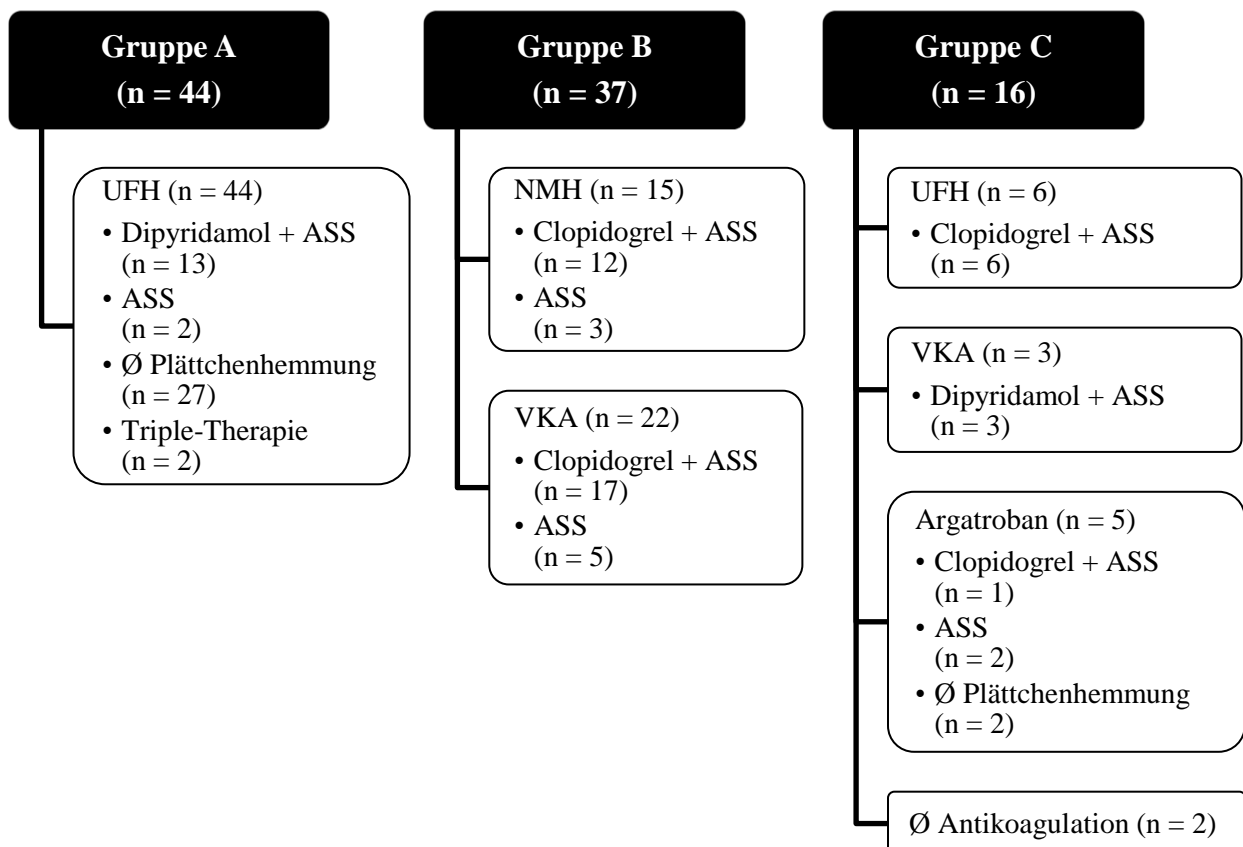 Gruppe A
(n = 44)
UFH (n = 44)
• Dipyridamol + ASS
(n = 13)
• ASS
(n = 2)
• Ø Plättchenhemmung
(n = 27)
• Triple-Therapie
(n = 2)
Gruppe B
(n = 37)
NMH (n = 15)
• Clopidogrel + ASS
(n = 12)
• ASS
(n = 3)
VKA (n = 22)
• Clopidogrel + ASS
(n = 17)
• ASS
(n = 5)
Gruppe C
(n = 16)
UFH (n = 6)
• Clopidogrel + ASS
(n = 6)
VKA (n = 3)
• Dipyridamol + ASS
(n = 3)
Argatroban (n = 5)
• Clopidogrel + ASS
(n = 1)
• ASS
(n = 2)
• Ø Plättchenhemmung
(n = 2)
Ø Antikoagulation (n = 2)